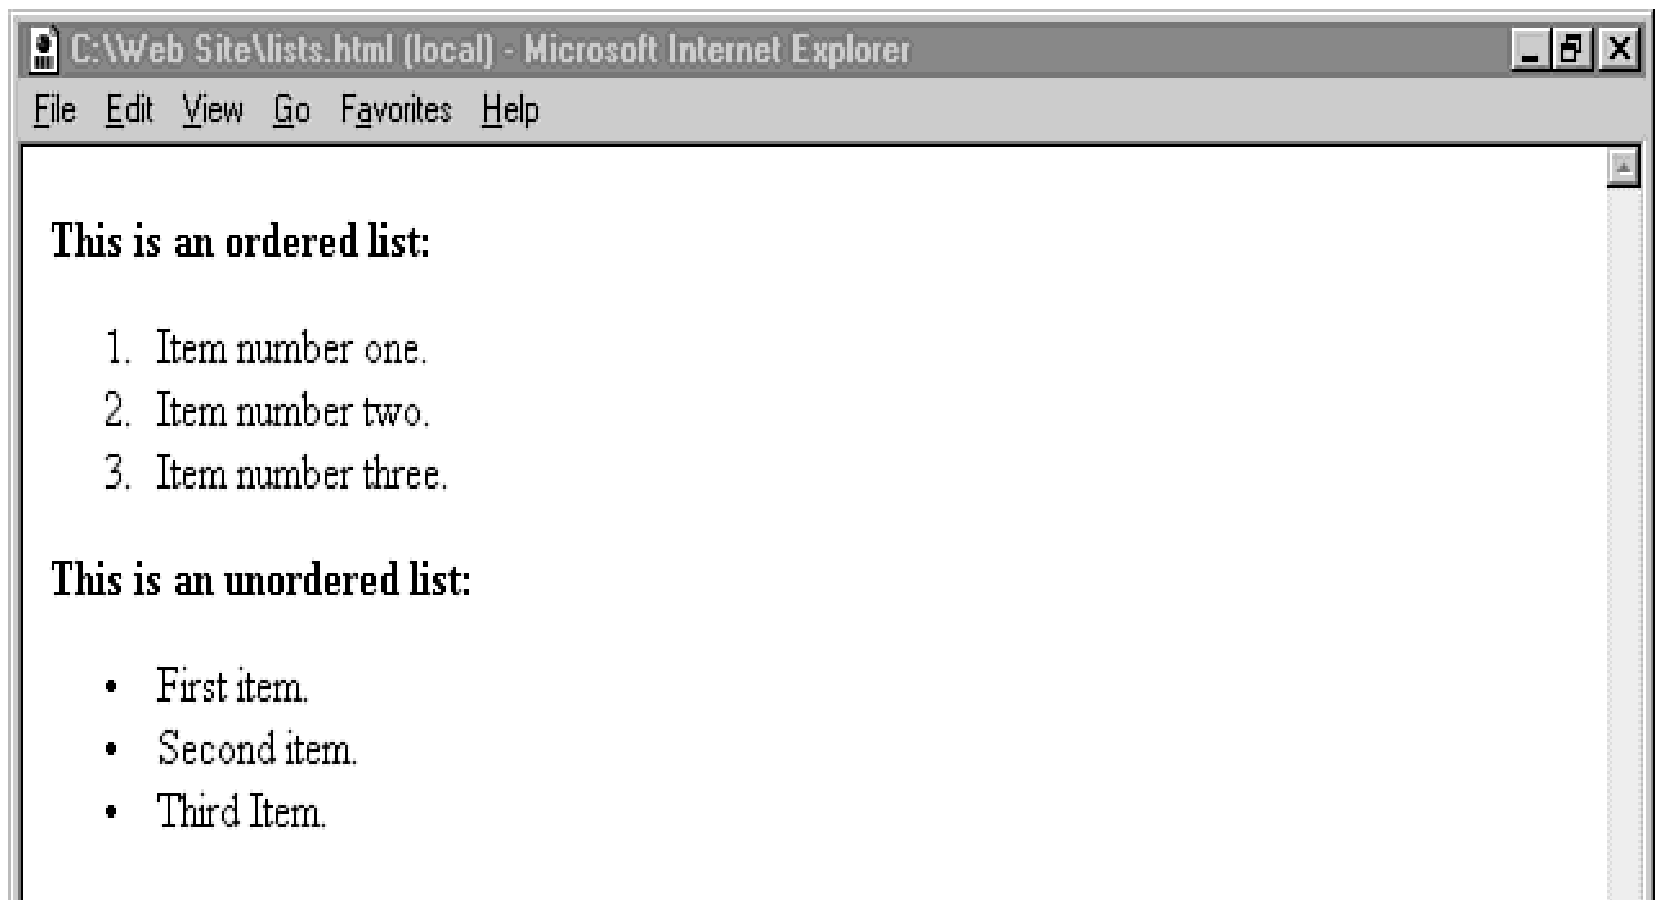 C:\Web Site\lists.html (local) - Microsoft Internet Explorer
File Edit View Go Favorites Help
This is an ordered list:
1. Item number one.
2. Item number two.
3. Item number three.
This is an unordered list:
• First item.
• Second item.
• Third Item.